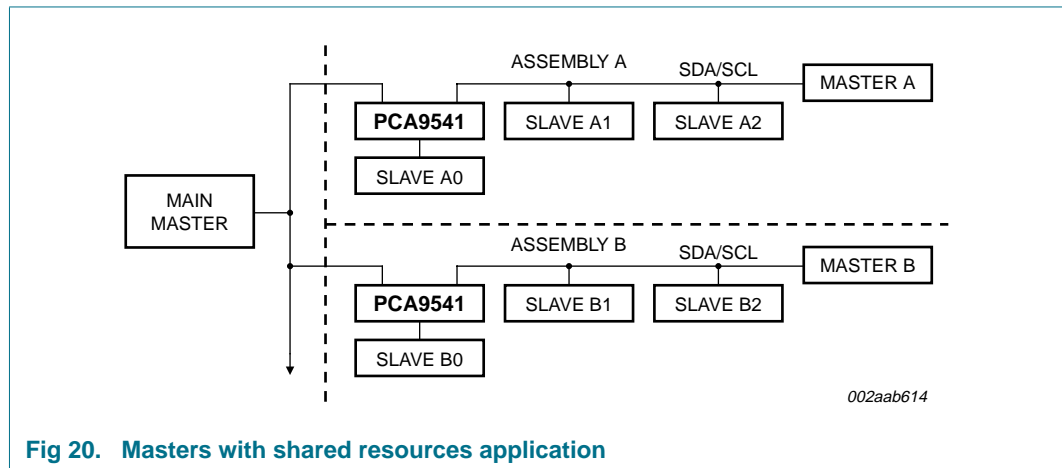 ASSEMBLY A
SDA/SCL
MASTER A
PCA9541
SLAVE A1
SLAVE A2
SLAVE A0
MAIN
MASTER
ASSEMBLY B
SDA/SCL
MASTER B
PCA9541
SLAVE B1
SLAVE B2
SLAVE B0
002aab614
Fig 20. Masters with shared resources application